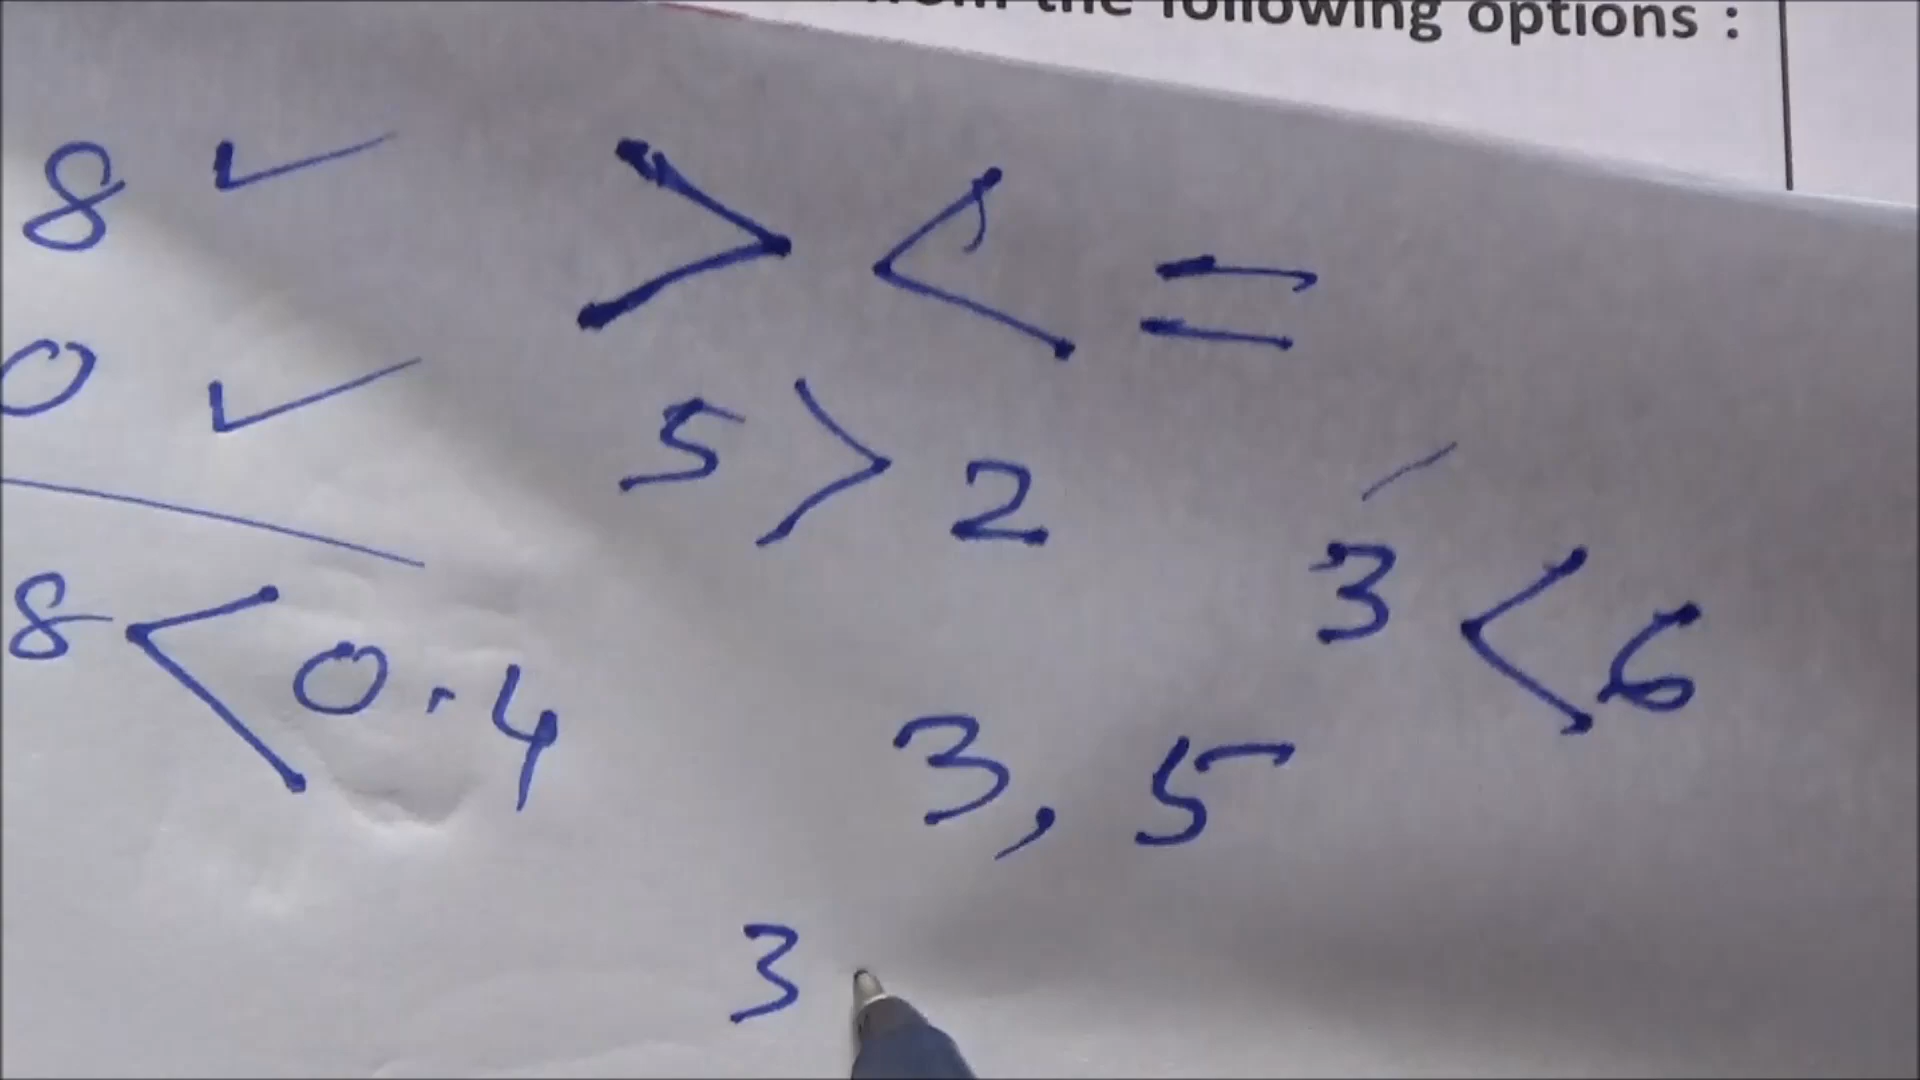 the following options :
8 ✓ > < =
0 ✓ 5 > 2
3 < 6
8 < 0.4
3, 5
3